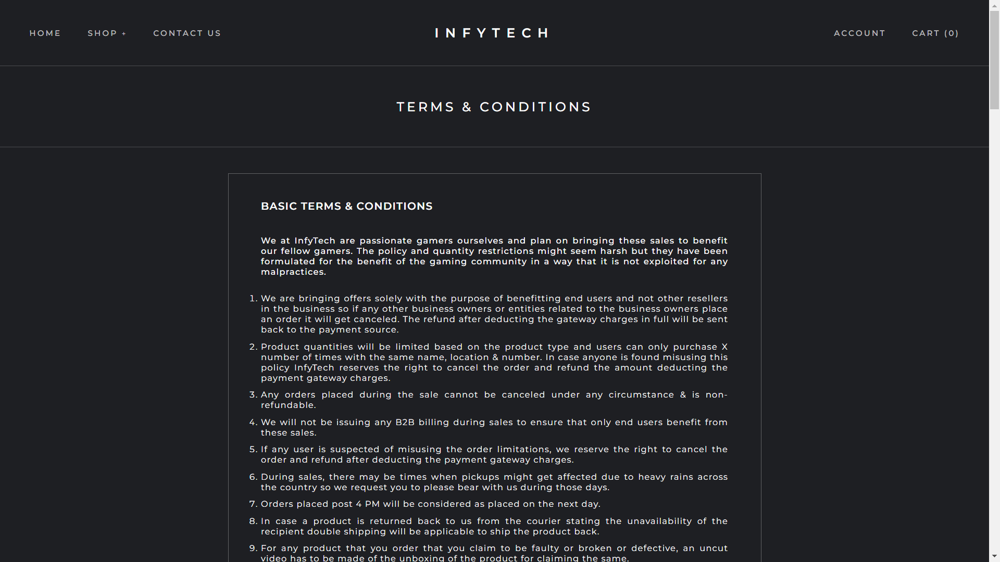 HOME SHOP + CONTACT US INFYTECH ACCOUNT CART (0)
TERMS & CONDITIONS
BASIC TERMS & CONDITIONS
We at InfyTech are passionate gamers ourselves and plan on bringing these sales to benefit
our fellow gamers. The policy and quantity restrictions might seem harsh but they have been
formulated for the benefit of the gaming community in a way that it is not exploited for any
malpractices.
1. We are bringing offers solely with the purpose of benefitting end users and not other resellers
in the business so if any other business owners or entities related to the business owners place
an order it will get canceled. The refund after deducting the gateway charges in full will be sent
back to the payment source.
2. Product quantities will be limited based on the product type and users can only purchase X
number of times with the same name, location & number. In case anyone is found misusing this
policy InfyTech reserves the right to cancel the order and refund the amount deducting the
payment gateway charges.
3. Any orders placed during the sale cannot be canceled under any circumstance & is non-
refundable.
4. We will not be issuing any B2B billing during sales to ensure that only end users benefit from
these sales.
5. If any user is suspected of misusing the order limitations, we reserve the right to cancel the
order and refund after deducting the payment gateway charges.
6. During sales, there may be times when pickups might get affected due to heavy rains across
the country so we request you to please bear with us during those days.
7. Orders placed post 4 PM will be considered as placed on the next day.
8. In case a product is returned back to us from the courier stating the unavailability of the
recipient double shipping will be applicable to ship the product back.
9. For any product that you order that you claim to be faulty or broken or defective, an uncut
video has to be made of the unboxing of the product for claiming the same.